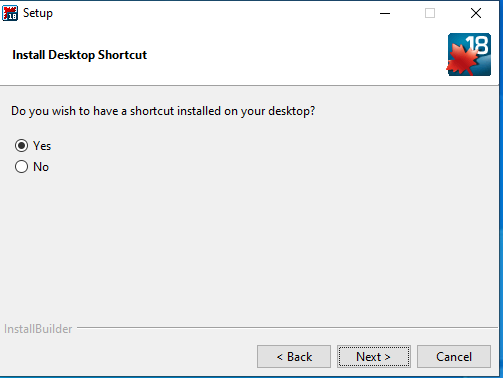 Setup
Install Desktop Shortcut
18
Do you wish to have a shortcut installed on your desktop?
Yes
No
InstallBuilder
< Back
Next >
Cancel